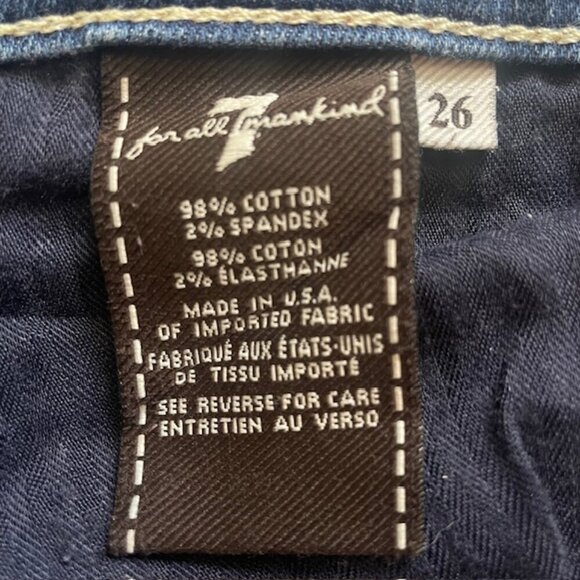 for all 7 mankind
26
98% COTTON
2% SPANDEX
98% COTON
2% ÉLASTHANNE
MADE IN U.S.A.
OF IMPORTED FABRIC
FABRIQUÉ AUX ÉTATS-UNIS
DE TISSU IMPORTÉ
SEE REVERSE FOR CARE
ENTRETIEN AU VERSO